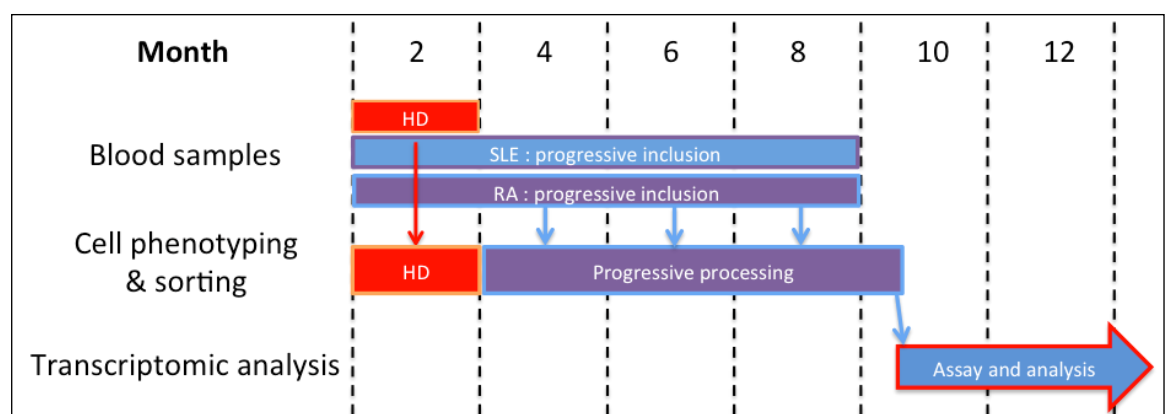 Month 2 4 6 8 10 12
HD
Blood samples
SLE : progressive inclusion
RA : progressive inclusion
Cell phenotyping
& sorting
HD
Progressive processing
Transcriptomic analysis
Assay and analysis